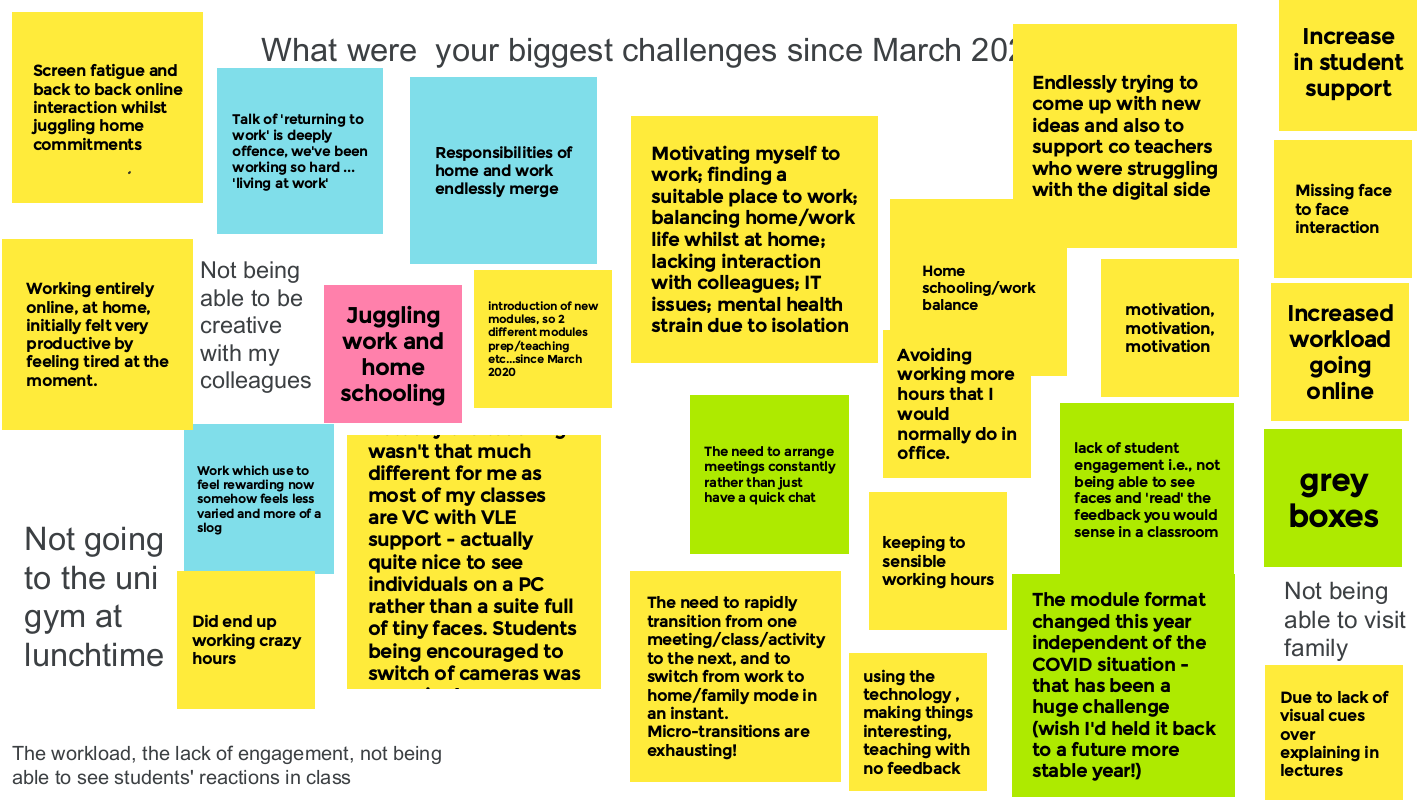 What were  your biggest challenges since March
Screen fatigue and
back to back online
interaction whilst
juggling home
commitments
Talk of 'returning to
work' is deeply
offence, we've been
working so hard ...
'living at work'
Responsibilities of
home and work
endlessly merge
Motivating myself to
work; finding a
suitable place to work;
balancing home/work
life whilst at home;
lacking interaction
with colleagues; IT
issues; mental health
strain due to isolation
Endlessly trying to
come up with new
ideas and also to
support co teachers
who were struggling
with the digital side
Increase
in student
support
Missing face
to face
interaction
Home
schooling/work
balance
Working entirely
online, at home,
initially felt very
productive by
feeling tired at the
moment.
Not being
able to be
creative
with my
colleagues
Juggling
work and
home
schooling
introduction of new
modules, so 2
different modules
prep/teaching
etc...since March
2020
motivation,
motivation,
motivation
Increased
workload
going
online
Avoiding
working more
hours that I
would
normally do in
office.
Work which use to
feel rewarding now
somehow feels less
varied and more of a
slog
wasn't that much
different for me as
most of my classes
are VC with VLE
support - actually
quite nice to see
individuals on a PC
rather than a suite full
of tiny faces. Students
being encouraged to
switch of cameras was
The need to arrange
meetings constantly
rather than just
have a quick chat
lack of student
engagement i.e., not
being able to see
faces and 'read' the
feedback you would
sense in a classroom
grey
boxes
keeping to
sensible
working hours
Not going
to the uni
gym at
lunchtime
Did end up
working crazy
hours
The need to rapidly
transition from one
meeting/class/activity
to the next, and to
switch from work to
home/family mode in
an instant.
Micro-transitions are
exhausting!
using the
technology ,
making things
interesting,
teaching with
no feedback
The module format
changed this year
independent of the
COVID situation -
that has been a
huge challenge
(wish I'd held it back
to a future more
stable year!)
Not being
able to visit
family
Due to lack of
visual cues
over
explaining in
lectures
The workload, the lack of engagement, not being
able to see students' reactions in class